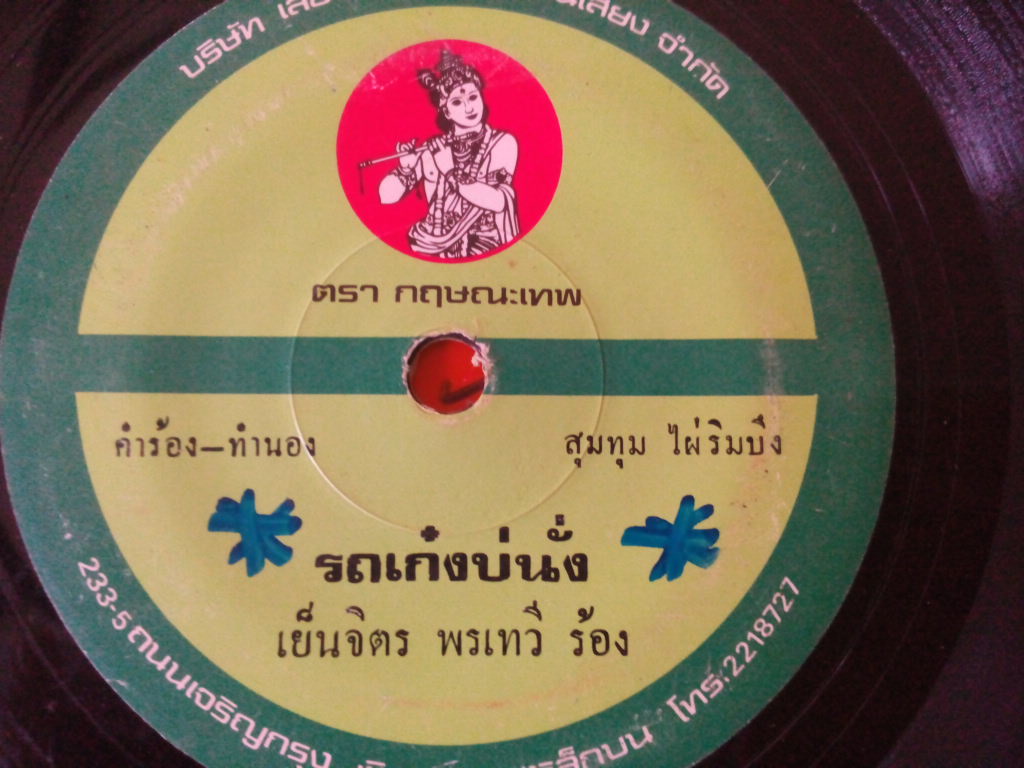 บริษัท จำกัด
ตรา กฤษณะเทพ
คำร้อง–ทำนอง สุมทุม ไผ่ริมบึง
รถเก๋งบ่นั่ง
เย็นจิตร พรเทวี ร้อง
233-5 ถนนเจริญกรุง โทร.2218727